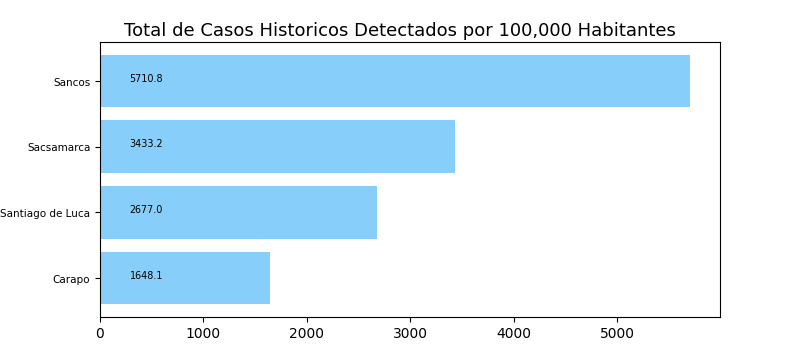 Total de Casos Historicos Detectados por 100,000 Habitantes
Sancos
5710.8
Sacsamarca
3433.2
Santiago de Luca
2677.0
Carapo
1648.1
0 1000 2000 3000 4000 5000